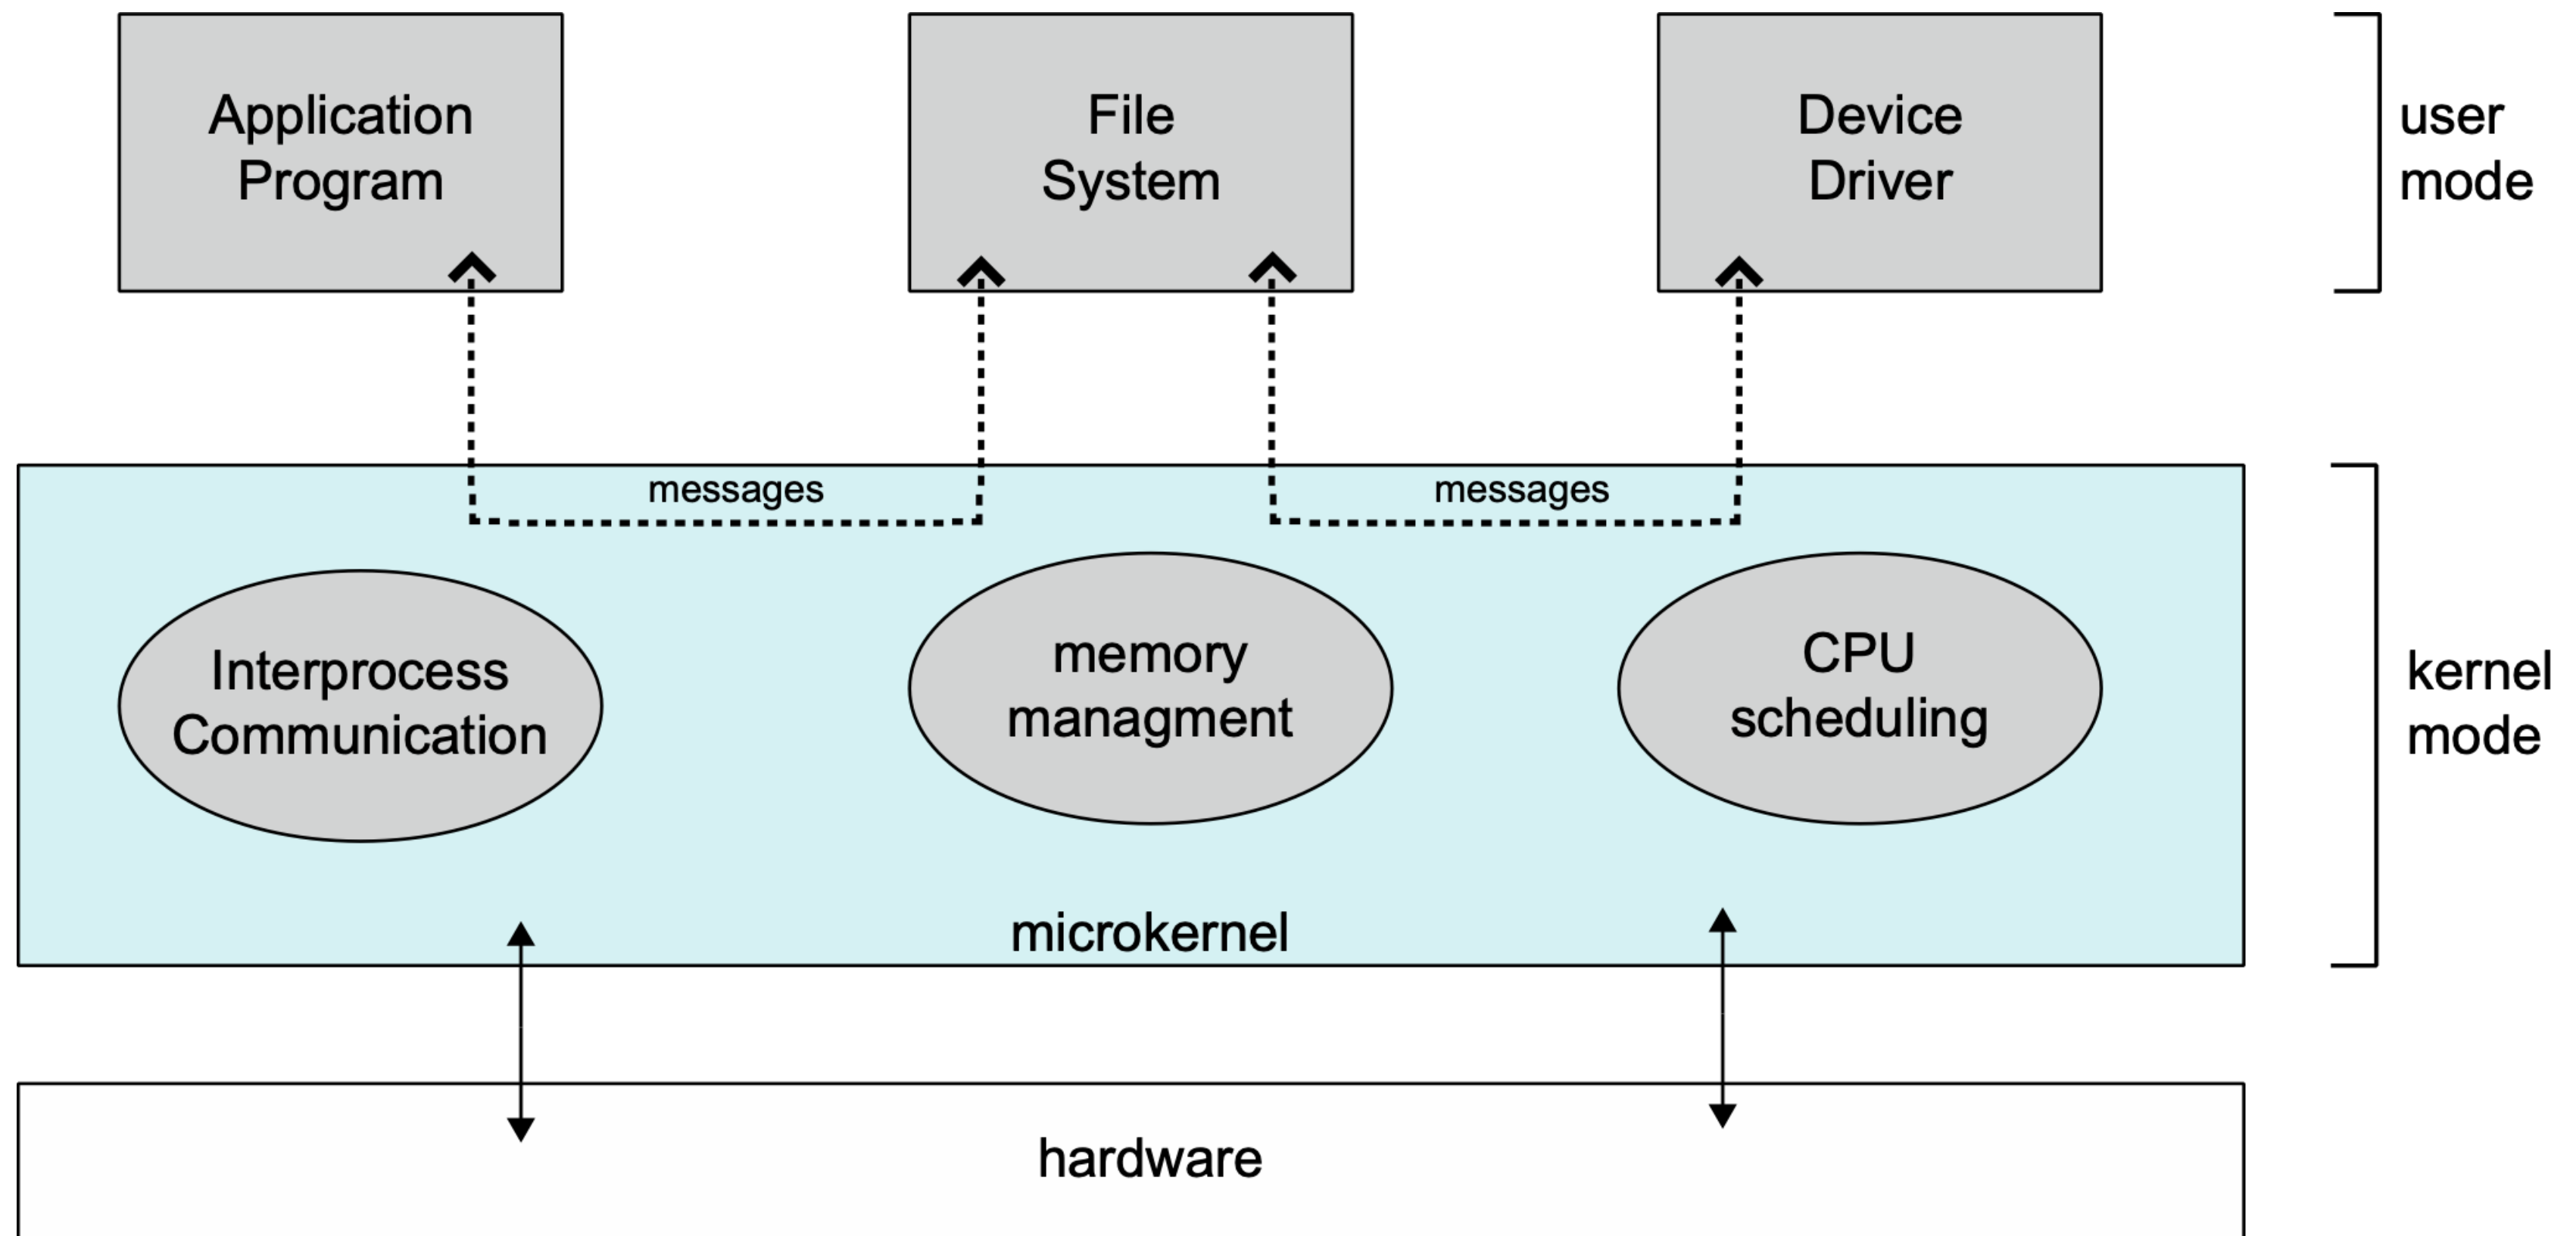 Application
Program
File
System
Device
Driver
user
mode
messages
messages
Interprocess
Communication
memory
managment
CPU
scheduling
kernel
mode
microkernel
hardware